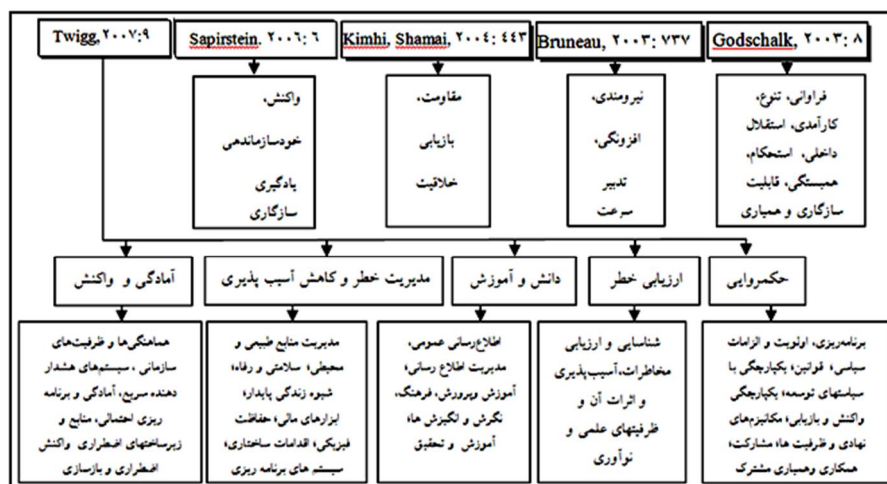 Godschalk, ۲۰۰۳: ۸
Bruneau, ۲۰۰۳: ۷۳۷
Kimhi, Shamai, ۲۰۰۴: ۴۴۳
Sapirstein. ۲۰۰۶: ۶
Twigg, ۲۰۰۷:۹
فراوانی، تنوع،
کارآمدی، استقلال
داخلی، استحکام،
همبستگی، قابلیت
سازگاری و همیاری
نیرومندی،
افزونگی،
تدبیر
سرعت
مقاومت،
بازیابی
خلاقیت
واکنش،
خودسازماندهی
یادگیری
سازگاری
حکمروایی
ارزیابی خطر
دانش و آموزش
مدیریت خطر و کاهش آسیب پذیری
آمادگی و واکنش
برنامه‌ریزی، اولویت و الزامات
سیاسی؛ قوانین؛ یکپارچگی با
سیاستهای توسعه؛ یکپارچگی
واکنش و بازیابی؛ مکانیزم‌های
نهادی و ظرفیت ها؛ مشارکت؛
همکاری وهمیاری مشترک
شناسایی و ارزیابی
مخاطرات،آسیب‌پذیری
و اثرات آن و
ظرفیتهای علمی و
نوآوری
اطلاع‌رسانی عمومی،
مدیریت اطلاع رسانی؛
آموزش وپرورش، فرهنگ،
نگرش و انگیزش ها؛
آموزش و تحقیق
مدیریت منابع طبیعی و
محیطی؛ سلامتی و رفاه؛
شیوه زندگی پایدار؛
ابزارهای مالی؛ حفاظت
فیزیکی؛ اقدامات ساختاری؛
سیستم های برنامه ریزی
هماهنگی‌ها و ظرفیت‌های
سازمانی ، سیستم‌های هشدار
دهنده سریع، آمادگی و برنامه
ریزی احتمالی، منابع و
زیرساختهای اضطراری واکنش
اضطراری و بازسازی